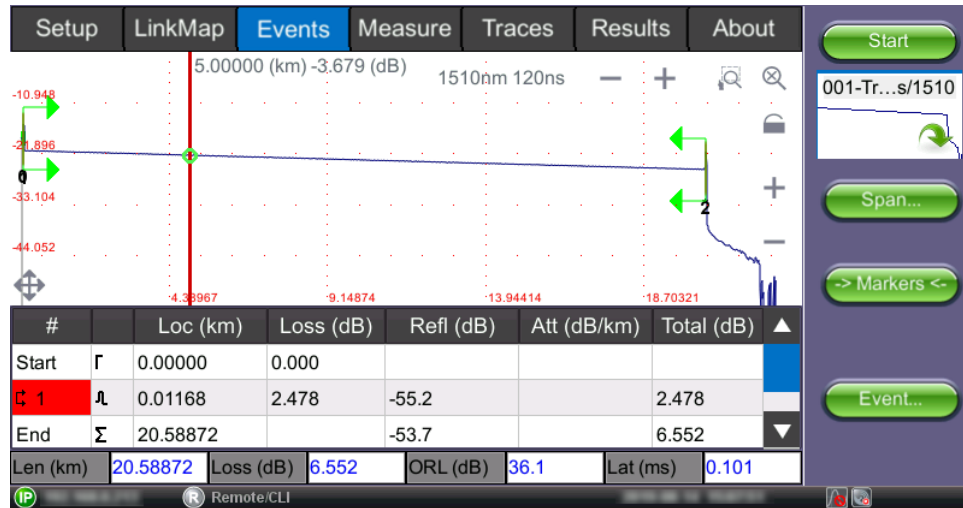 Setup LinkMap Events Measure Traces Results About
Start
5.00000 (km) -3.679 (dB)
1510nm 120ns
001-Tr…s/1510
-10.948
-21.896
0
-33.104
2
Span...
-44.052
-> Markers <-
9.14874
13.94414
18.70321
# Loc (km) Loss (dB) Refl (dB) Att (dB/km) Total (dB)
Start 0.00000 0.000
1 0.01168 2.478 -55.2 2.478
Event...
End Σ 20.58872 -53.7 6.552
Len (km) 20.58872 Loss (dB) 6.552 ORL (dB) 36.1 Lat (ms) 0.101
IP
R Remote/CLI